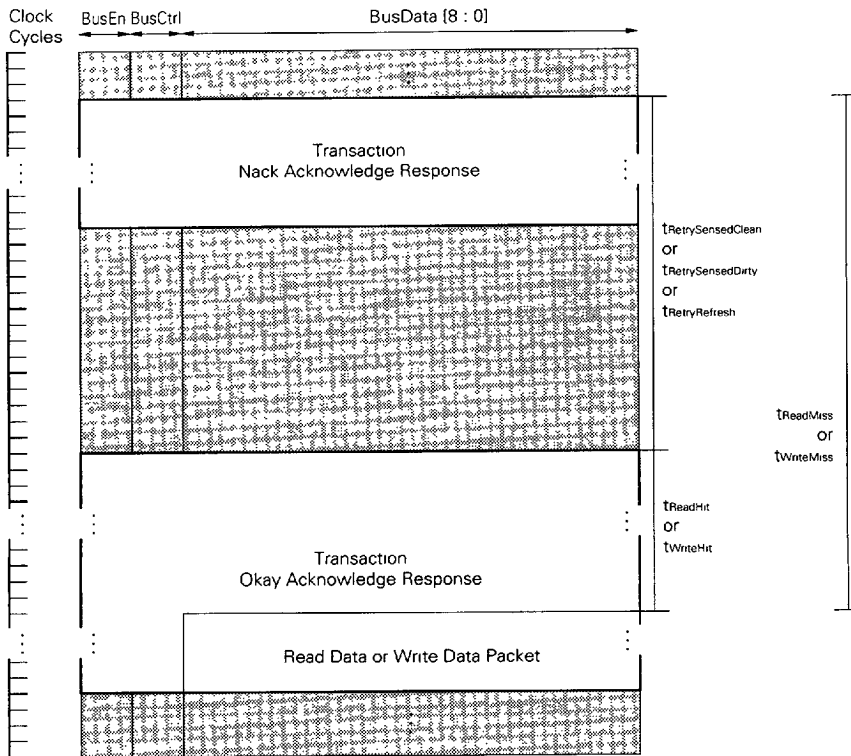 Clock Cycles
BusEn BusCtrl BusData [8 : 0]
Transaction
Nack Acknowledge Response
tRetrySensedClean
or
tRetrySensedDirty
or
tRetryRefresh
tReadMiss
or
tWriteMiss
tReadHit
or
tWriteHit
Transaction
Okay Acknowledge Response
Read Data or Write Data Packet